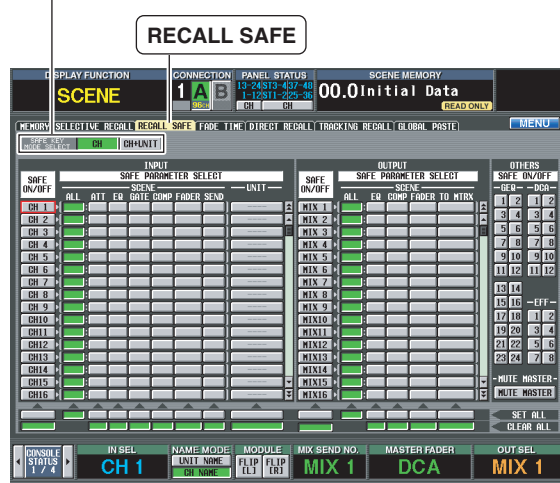 RECALL SAFE
DISPLAY FUNCTION CONNECTION PANEL STATUS SCENE MEMORY
SCENE 1 A B 96CH 13-24 ST3-4 37-48 00.0 Initial Data
1-12 ST1-2 25-36
CH CH READ ONLY
MEMORY SELECTIVE RECALL RECALL SAFE FADE TIME DIRECT RECALL TRACKING RECALL GLOBAL PASTE MENU
SAFE KEY MODE SELECT CH CH+UNIT
INPUT OUTPUT OTHERS
SAFE ON/OFF SAFE PARAMETER SELECT SAFE ON/OFF SAFE PARAMETER SELECT SAFE ON/OFF
SCENE UNIT SCENE GEQ DCA
ALL ATT EQ GATE COMP FADER SEND ALL EQ COMP FADER TO MTRX 1 2 1 2
CH 1 MIX 1 3 4 3 4
CH 2 MIX 2 5 6 5 6
CH 3 MIX 3 7 8 7 8
CH 4 MIX 4 9 10 9 10
CH 5 MIX 5 11 12 11 12
CH 6 MIX 6
CH 7 MIX 7 13 14
CH 8 MIX 8 15 16 EFF
CH 9 MIX 9 17 18 1 2
CH10 MIX10 19 20 3 4
CH11 MIX11 21 22 5 6
CH12 MIX12 23 24 7 8
CH13 MIX13
CH14 MIX14
CH15 MIX15 MUTE MASTER
CH16 MIX16 MUTE MASTER
SET ALL
CLEAR ALL
CONSOLE STATUS 1 / 4 IN SEL NAME MODE MODULE MIX SEND NO. MASTER FADER OUT SEL
CH 1 UNIT NAME CH NAME FLIP [L] FLIP [R] MIX 1 DCA MIX 1